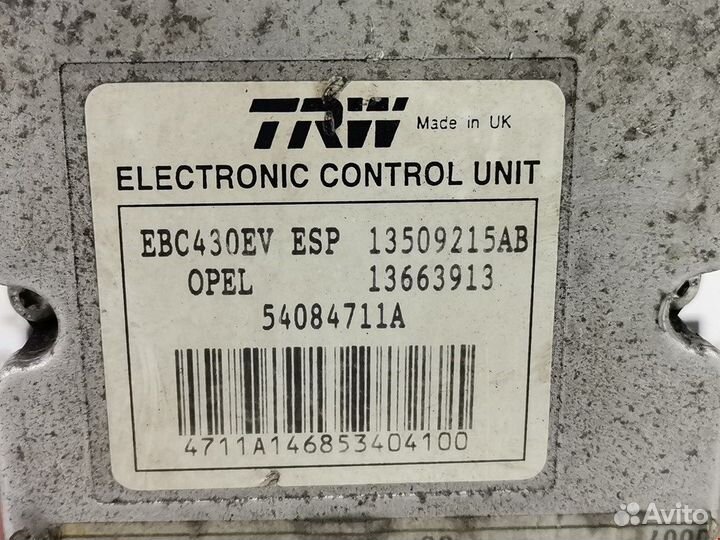 TRW Made in UK
ELECTRONIC CONTROL UNIT
EBC430EV ESP 13509215AB
OPEL 13663913
54084711A
4711A146853404100
Avito